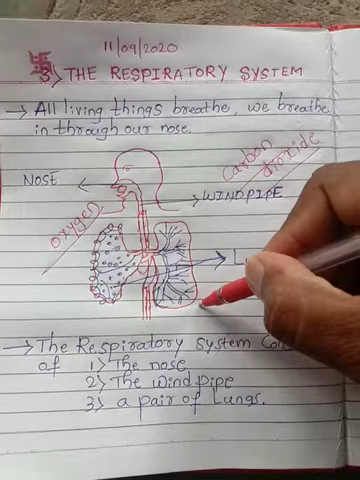 11/09/2020
3) THE RESPIRATORY SYSTEM
→ All living things breathe, we breathe
in through our nose.
carbon
dioxide
NOSE
WINDPIPE
oxygen
→ The Respiratory System
of 1) The nose
2) The wind pipe
3) a pair of Lungs.